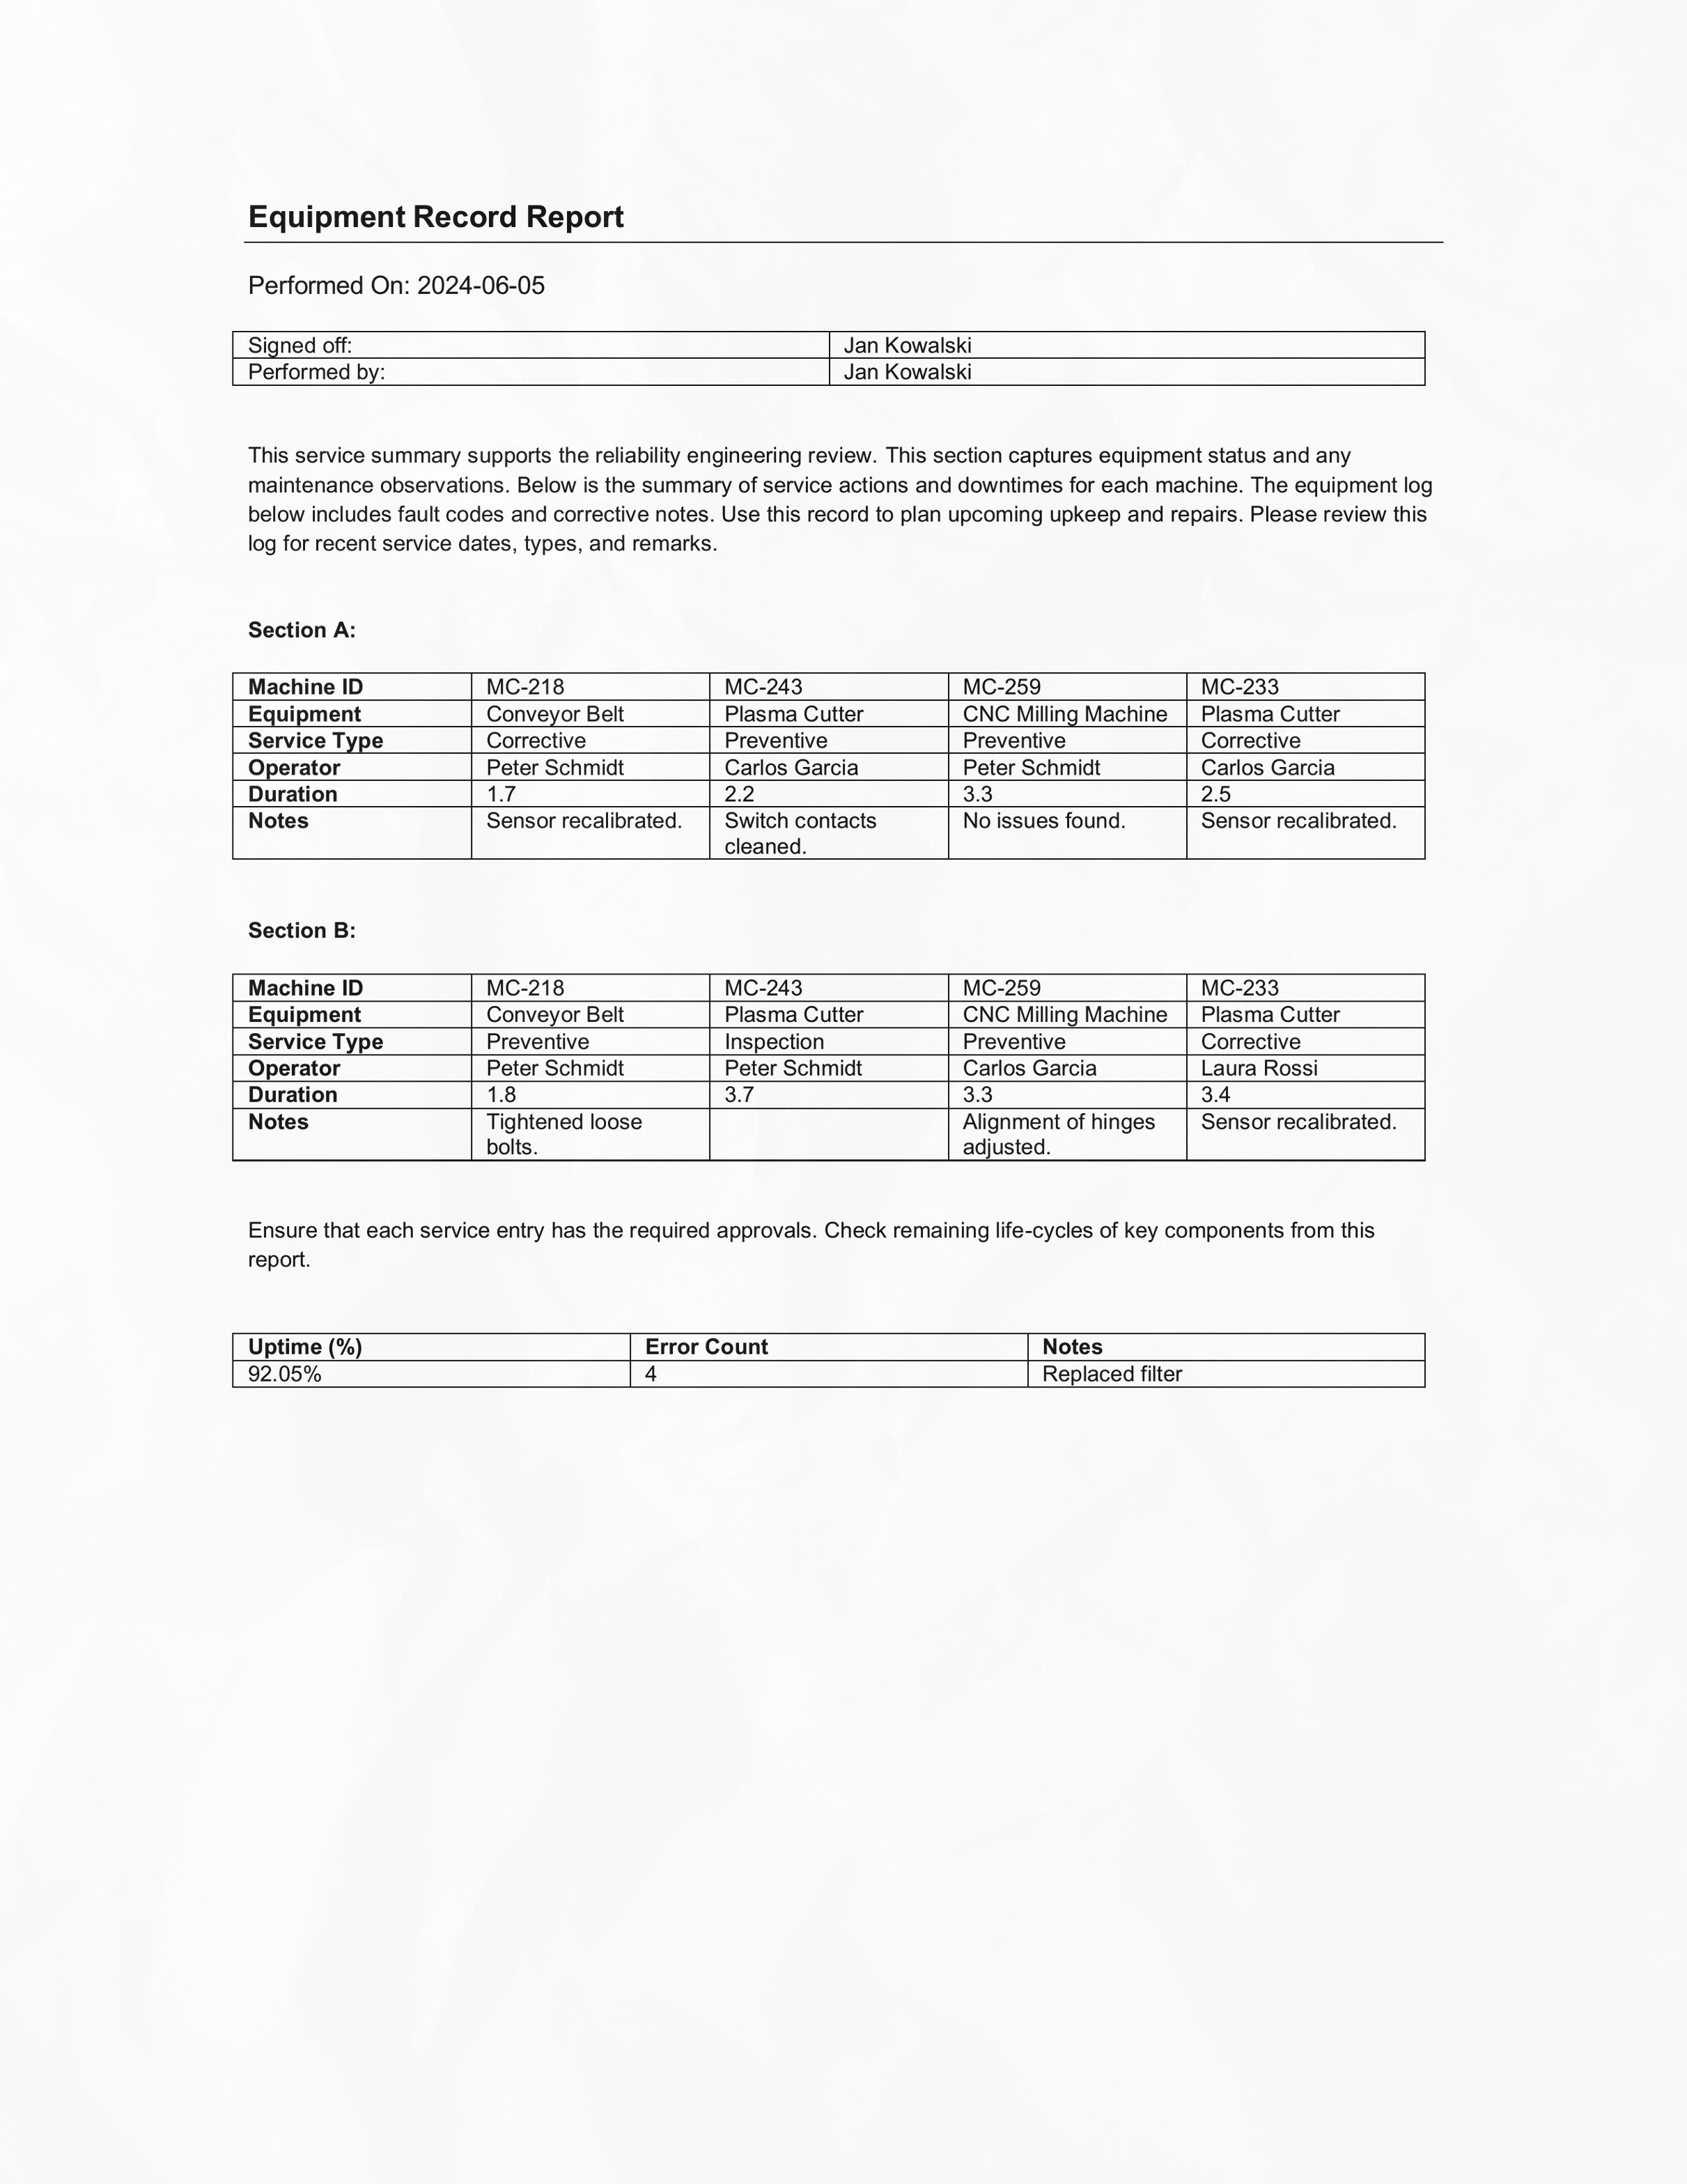 Equipment Record Report
Performed On: 2024-06-05
Signed off: Jan Kowalski
Performed by: Jan Kowalski
This service summary supports the reliability engineering review. This section captures equipment status and any
maintenance observations. Below is the summary of service actions and downtimes for each machine. The equipment log
below includes fault codes and corrective notes. Use this record to plan upcoming upkeep and repairs. Please review this
log for recent service dates, types, and remarks.
Section A:
Machine ID MC-218 MC-243 MC-259 MC-233
Equipment Conveyor Belt Plasma Cutter CNC Milling Machine Plasma Cutter
Service Type Corrective Preventive Preventive Corrective
Operator Peter Schmidt Carlos Garcia Peter Schmidt Carlos Garcia
Duration 1.7 2.2 3.3 2.5
Notes Sensor recalibrated. Switch contacts No issues found. Sensor recalibrated.
cleaned.
Section B:
Machine ID MC-218 MC-243 MC-259 MC-233
Equipment Conveyor Belt Plasma Cutter CNC Milling Machine Plasma Cutter
Service Type Preventive Inspection Preventive Corrective
Operator Peter Schmidt Peter Schmidt Carlos Garcia Laura Rossi
Duration 1.8 3.7 3.3 3.4
Notes Tightened loose Alignment of hinges Sensor recalibrated.
bolts. adjusted.
Ensure that each service entry has the required approvals. Check remaining life-cycles of key components from this
report.
Uptime (%) Error Count Notes
92.05% 4 Replaced filter